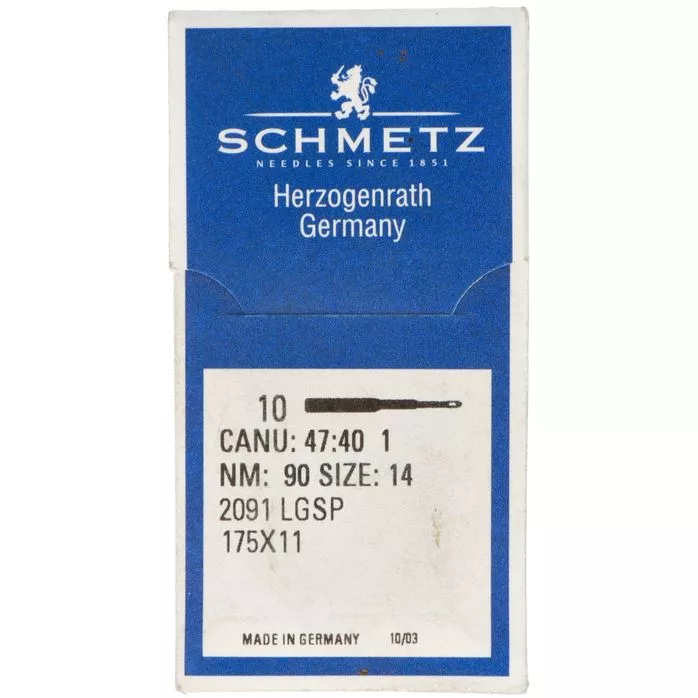 SCHMETZ
NEEDLES SINCE 1851
Herzogenrath
Germany
10
CANU: 47:40 1
NM: 90 SIZE: 14
2091 LGSP
175X11
MADE IN GERMANY 10/03